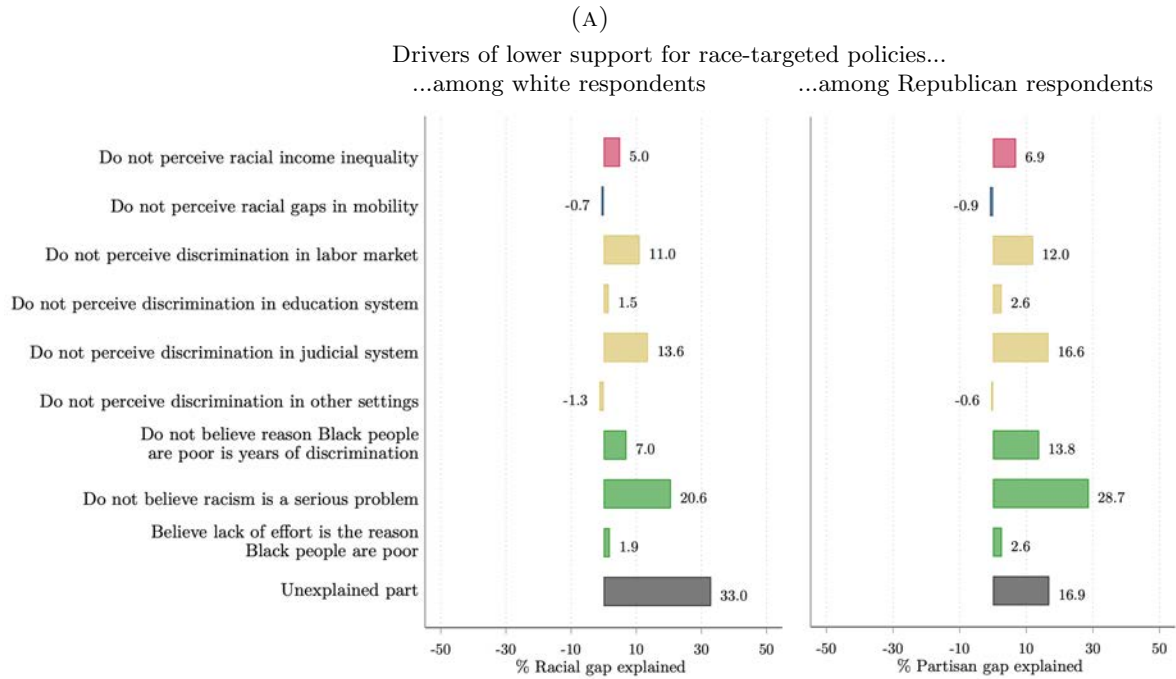 (A)
Drivers of lower support for race-targeted policies...
...among white respondents
...among Republican respondents
Do not perceive racial income inequality
5.0
6.9
Do not perceive racial gaps in mobility
-0.7
-0.9
Do not perceive discrimination in labor market
11.0
12.0
Do not perceive discrimination in education system
1.5
2.6
Do not perceive discrimination in judicial system
13.6
16.6
Do not perceive discrimination in other settings
-1.3
-0.6
Do not believe reason Black people
are poor is years of discrimination
7.0
13.8
Do not believe racism is a serious problem
20.6
28.7
Believe lack of effort is the reason
Black people are poor
1.9
2.6
Unexplained part
33.0
16.9
-50 -30 -10 10 30 50
-50 -30 -10 10 30 50
% Racial gap explained
% Partisan gap explained